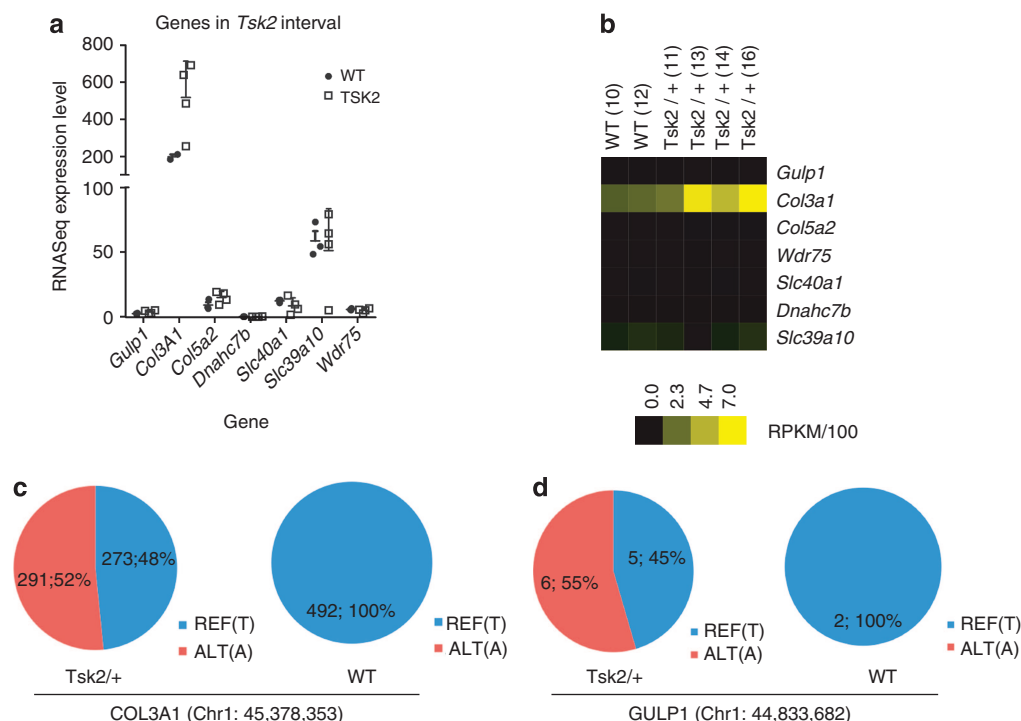 a
Genes in Tsk2 interval
RNASeq expression level
800
600
400
200
100
50
0
WT
TSK2
Gulp1
Col3A1
Col5a2
Dnahc7b
Slc40a1
Slc39a10
Wdr75
Gene
b
WT (10)
WT (12)
Tsk2 / + (11)
Tsk2 / + (13)
Tsk2 / + (14)
Tsk2 / + (16)
Gulp1
Col3a1
Col5a2
Wdr75
Slc40a1
Dnahc7b
Slc39a10
0.0
2.3
4.7
7.0
RPKM/100
c
273;48%
291;52%
REF(T)
ALT(A)
Tsk2/+
492; 100%
REF(T)
ALT(A)
WT
COL3A1 (Chr1: 45,378,353)
d
5; 45%
6; 55%
REF(T)
ALT(A)
Tsk2/+
2; 100%
REF(T)
ALT(A)
WT
GULP1 (Chr1: 44,833,682)